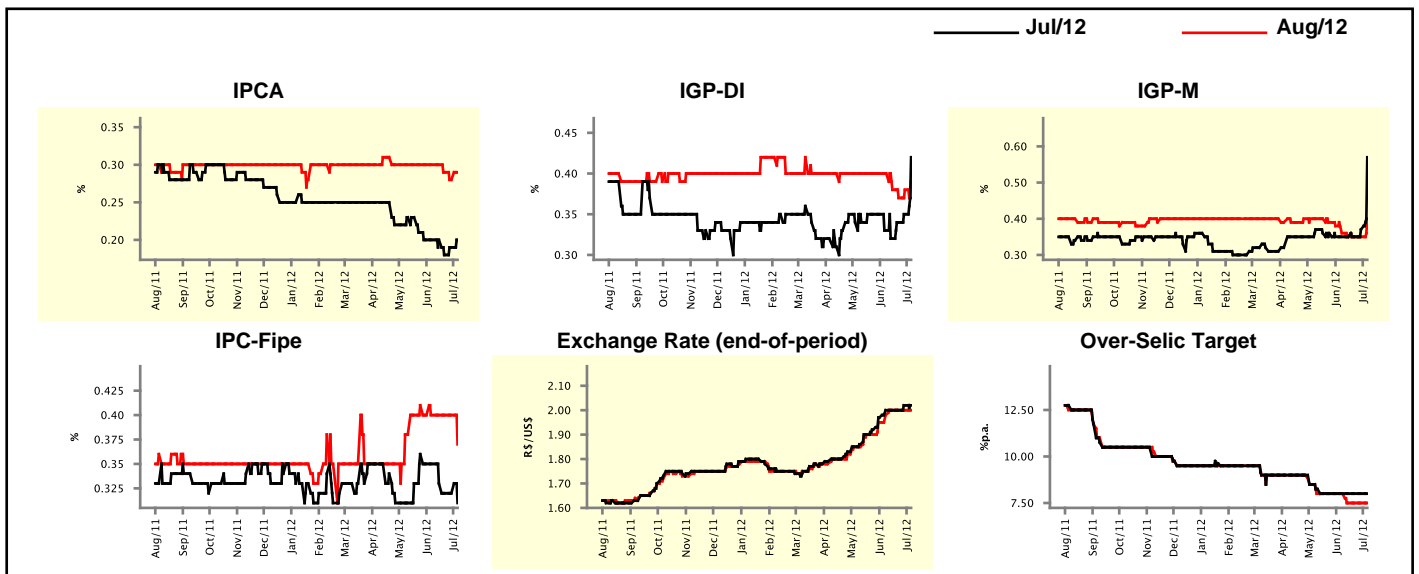 Jul/12 Aug/12
IPCA
IGP-DI
IGP-M
%
0.35
0.30
0.25
0.20
Aug/11
Sep/11
Oct/11
Nov/11
Dec/11
Jan/12
Feb/12
Mar/12
Apr/12
May/12
Jun/12
Jul/12
%
0.45
0.40
0.35
0.30
Aug/11
Sep/11
Oct/11
Nov/11
Dec/11
Jan/12
Feb/12
Mar/12
Apr/12
May/12
Jun/12
Jul/12
%
0.60
0.50
0.40
0.30
Aug/11
Sep/11
Oct/11
Nov/11
Dec/11
Jan/12
Feb/12
Mar/12
Apr/12
May/12
Jun/12
Jul/12
IPC-Fipe
Exchange Rate (end-of-period)
Over-Selic Target
%
0.425
0.40
0.375
0.35
0.325
Aug/11
Sep/11
Oct/11
Nov/11
Dec/11
Jan/12
Feb/12
Mar/12
Apr/12
May/12
Jun/12
Jul/12
R$/US$
2.10
2.00
1.90
1.80
1.70
1.60
Aug/11
Sep/11
Oct/11
Nov/11
Dec/11
Jan/12
Feb/12
Mar/12
Apr/12
May/12
Jun/12
Jul/12
%p.a.
12.50
10.00
7.50
Aug/11
Sep/11
Oct/11
Nov/11
Dec/11
Jan/12
Feb/12
Mar/12
Apr/12
May/12
Jun/12
Jul/12